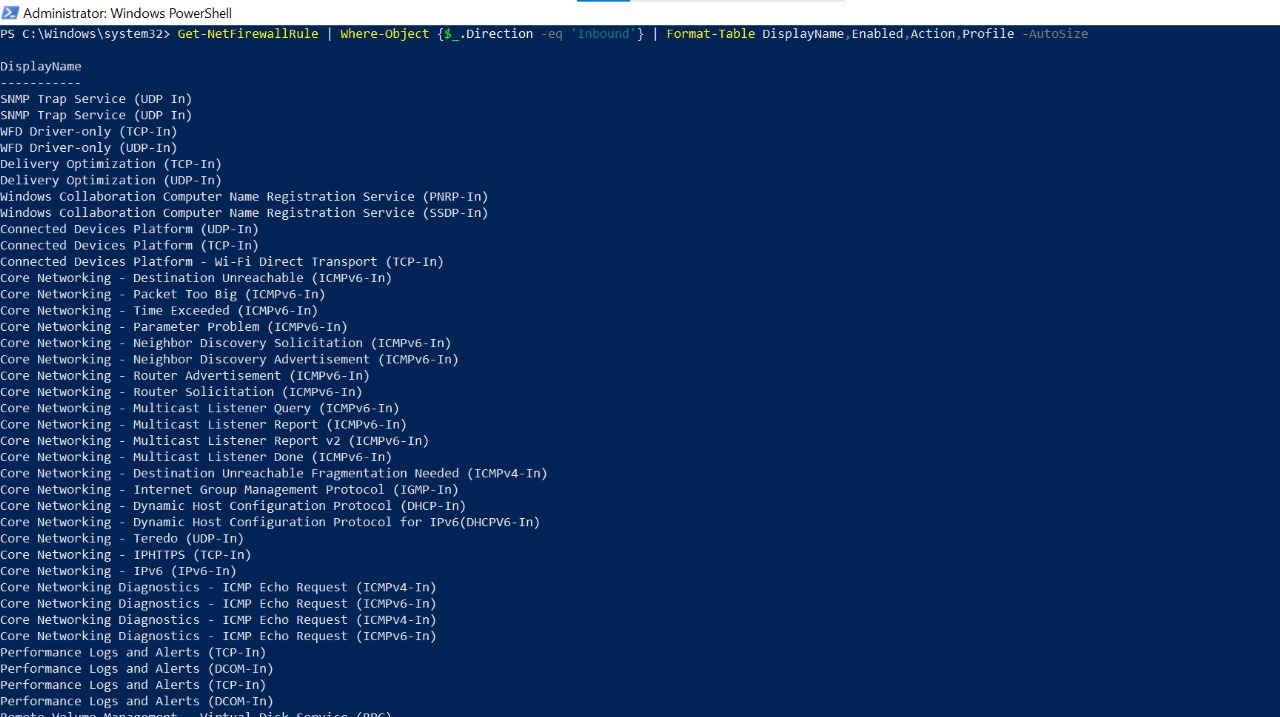 Administrator: Windows PowerShell
PS C:\Windows\system32> Get-NetFirewallRule | Where-Object {$_.Direction -eq 'Inbound'} | Format-Table DisplayName,Enabled,Action,Profile -AutoSize
DisplayName
-----------
SNMP Trap Service (UDP In)
SNMP Trap Service (UDP In)
WFD Driver-only (TCP-In)
WFD Driver-only (UDP-In)
Delivery Optimization (TCP-In)
Delivery Optimization (UDP-In)
Windows Collaboration Computer Name Registration Service (PNRP-In)
Windows Collaboration Computer Name Registration Service (SSDP-In)
Connected Devices Platform (UDP-In)
Connected Devices Platform (TCP-In)
Connected Devices Platform - Wi-Fi Direct Transport (TCP-In)
Core Networking - Destination Unreachable (ICMPv6-In)
Core Networking - Packet Too Big (ICMPv6-In)
Core Networking - Time Exceeded (ICMPv6-In)
Core Networking - Parameter Problem (ICMPv6-In)
Core Networking - Neighbor Discovery Solicitation (ICMPv6-In)
Core Networking - Neighbor Discovery Advertisement (ICMPv6-In)
Core Networking - Router Advertisement (ICMPv6-In)
Core Networking - Router Solicitation (ICMPv6-In)
Core Networking - Multicast Listener Query (ICMPv6-In)
Core Networking - Multicast Listener Report (ICMPv6-In)
Core Networking - Multicast Listener Report v2 (ICMPv6-In)
Core Networking - Multicast Listener Done (ICMPv6-In)
Core Networking - Destination Unreachable Fragmentation Needed (ICMPv4-In)
Core Networking - Internet Group Management Protocol (IGMP-In)
Core Networking - Dynamic Host Configuration Protocol (DHCP-In)
Core Networking - Dynamic Host Configuration Protocol for IPv6(DHCPV6-In)
Core Networking - Teredo (UDP-In)
Core Networking - IPHTTPS (TCP-In)
Core Networking - IPv6 (IPv6-In)
Core Networking Diagnostics - ICMP Echo Request (ICMPv4-In)
Core Networking Diagnostics - ICMP Echo Request (ICMPv6-In)
Core Networking Diagnostics - ICMP Echo Request (ICMPv4-In)
Core Networking Diagnostics - ICMP Echo Request (ICMPv6-In)
Performance Logs and Alerts (TCP-In)
Performance Logs and Alerts (DCOM-In)
Performance Logs and Alerts (TCP-In)
Performance Logs and Alerts (DCOM-In)
Remote Volume Management - Virtual Disk Service (RPC)